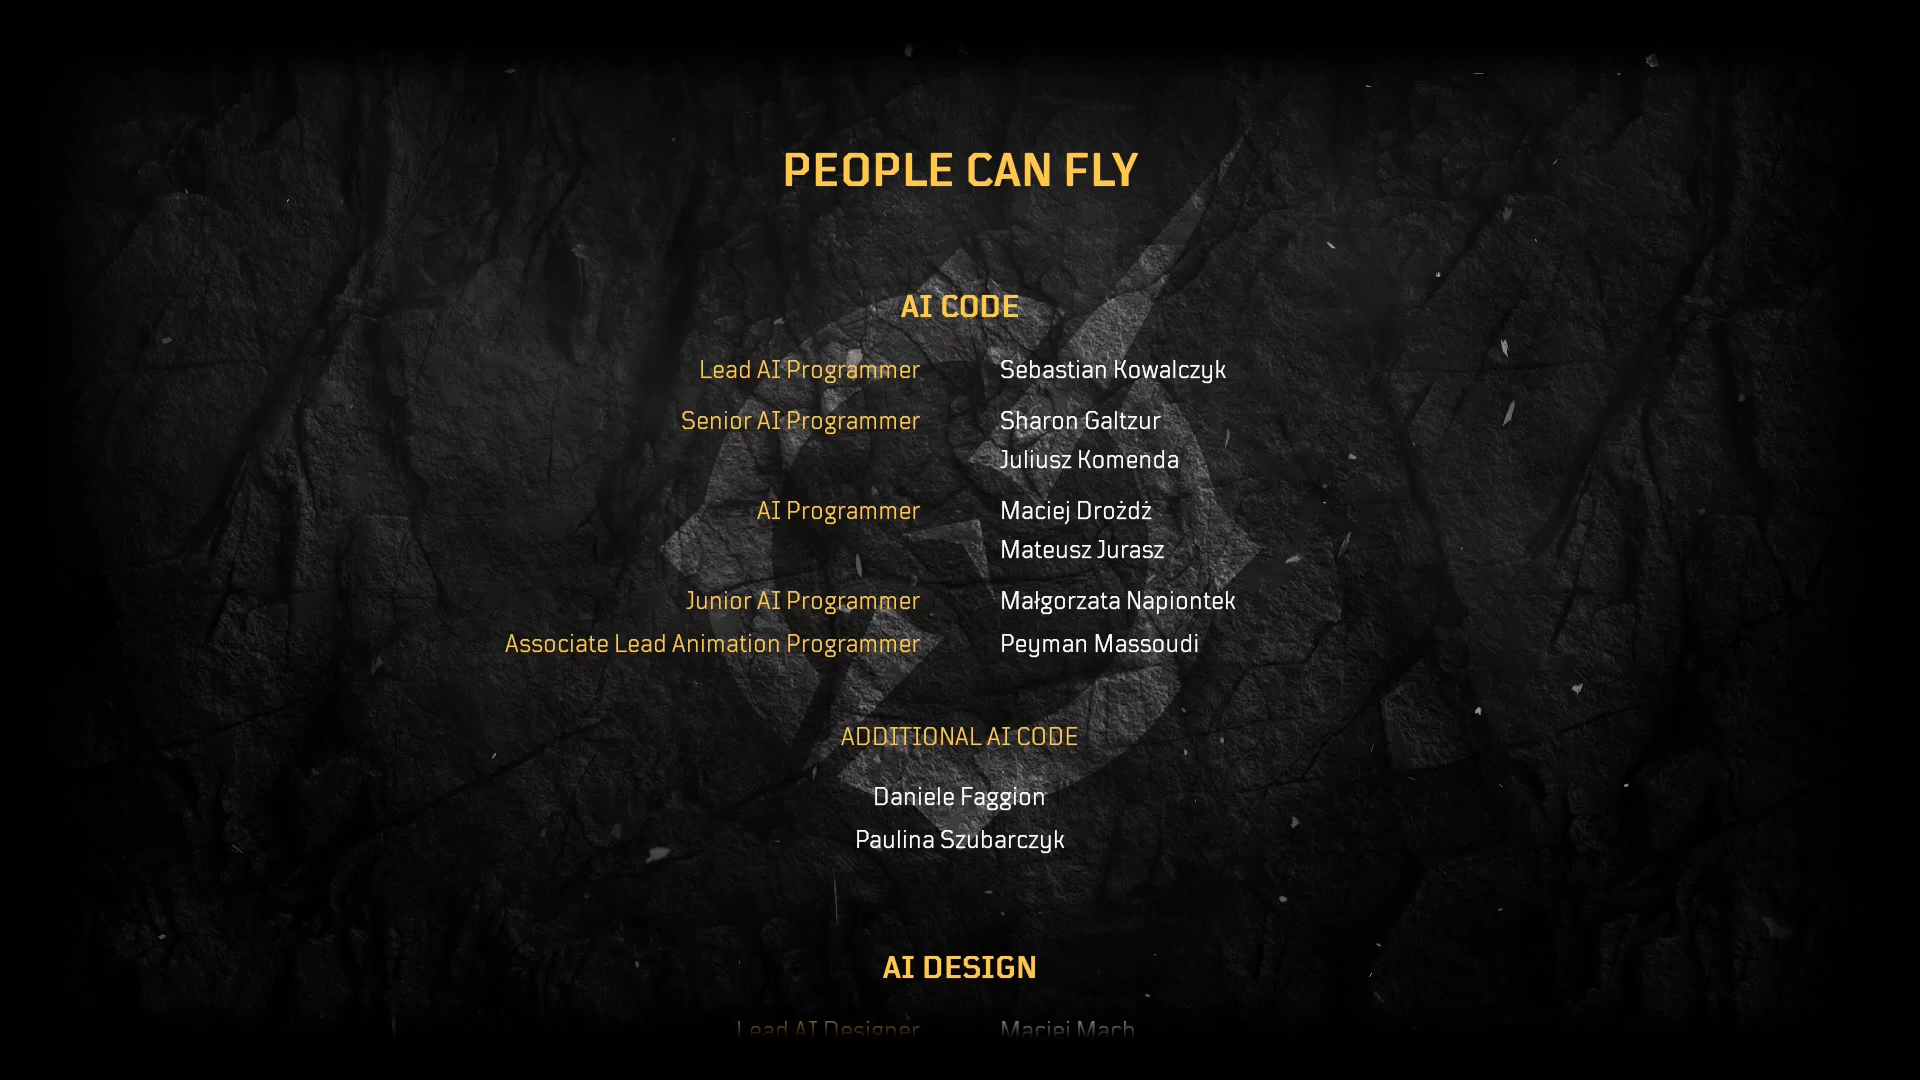 PEOPLE CAN FLY
AI CODE
Lead AI Programmer Sebastian Kowalczyk
Senior AI Programmer Sharon Galtzur
Juliusz Komenda
AI Programmer Maciej Drożdż
Mateusz Jurasz
Junior AI Programmer Małgorzata Napiontek
Associate Lead Animation Programmer Peyman Massoudi
ADDITIONAL AI CODE
Daniele Faggion
Paulina Szubarczyk
AI DESIGN
Lead AI Designer Maciej Mach